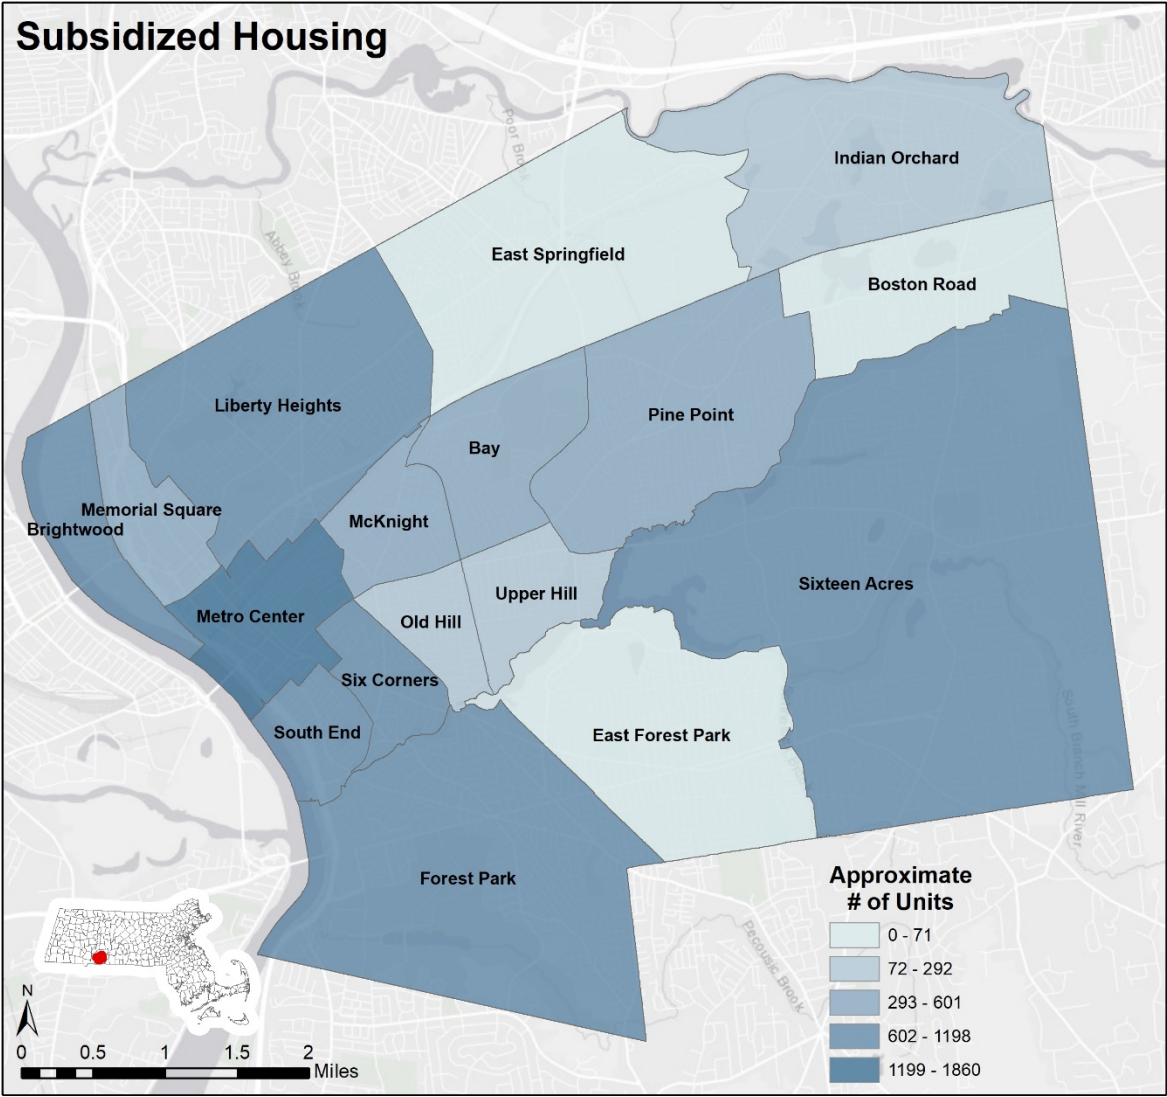 Subsidized Housing
Poor Brook
Indian Orchard
East Springfield
Abbey Brook
Boston Road
Liberty Heights
Pine Point
Bay
Memorial Square
McKnight
Brightwood
Sixteen Acres
Upper Hill
Metro Center
Old Hill
Six Corners
South End
East Forest Park
South Branch Mill River
Forest Park
Pecousic Brook
Approximate
# of Units
0 - 71
72 - 292
293 - 601
602 - 1198
1199 - 1860
N
0 0.5 1 1.5 2
Miles